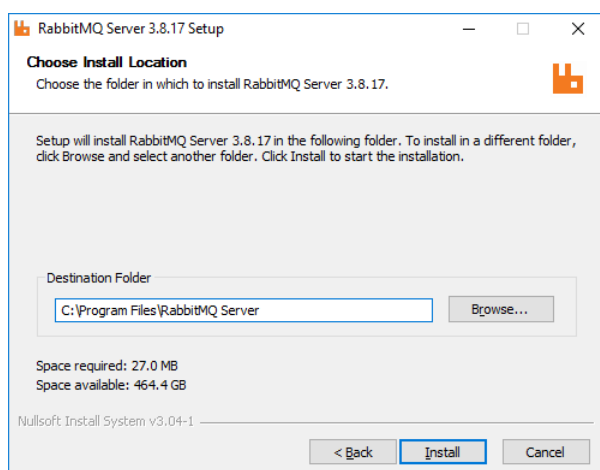 RabbitMQ Server 3.8.17 Setup
Choose Install Location
Choose the folder in which to install RabbitMQ Server 3.8.17.
Setup will install RabbitMQ Server 3.8.17 in the following folder. To install in a different folder,
click Browse and select another folder. Click Install to start the installation.
Destination Folder
C:\Program Files\RabbitMQ Server
Browse...
Space required: 27.0 MB
Space available: 464.4 GB
Nullsoft Install System v3.04-1
< Back
Install
Cancel